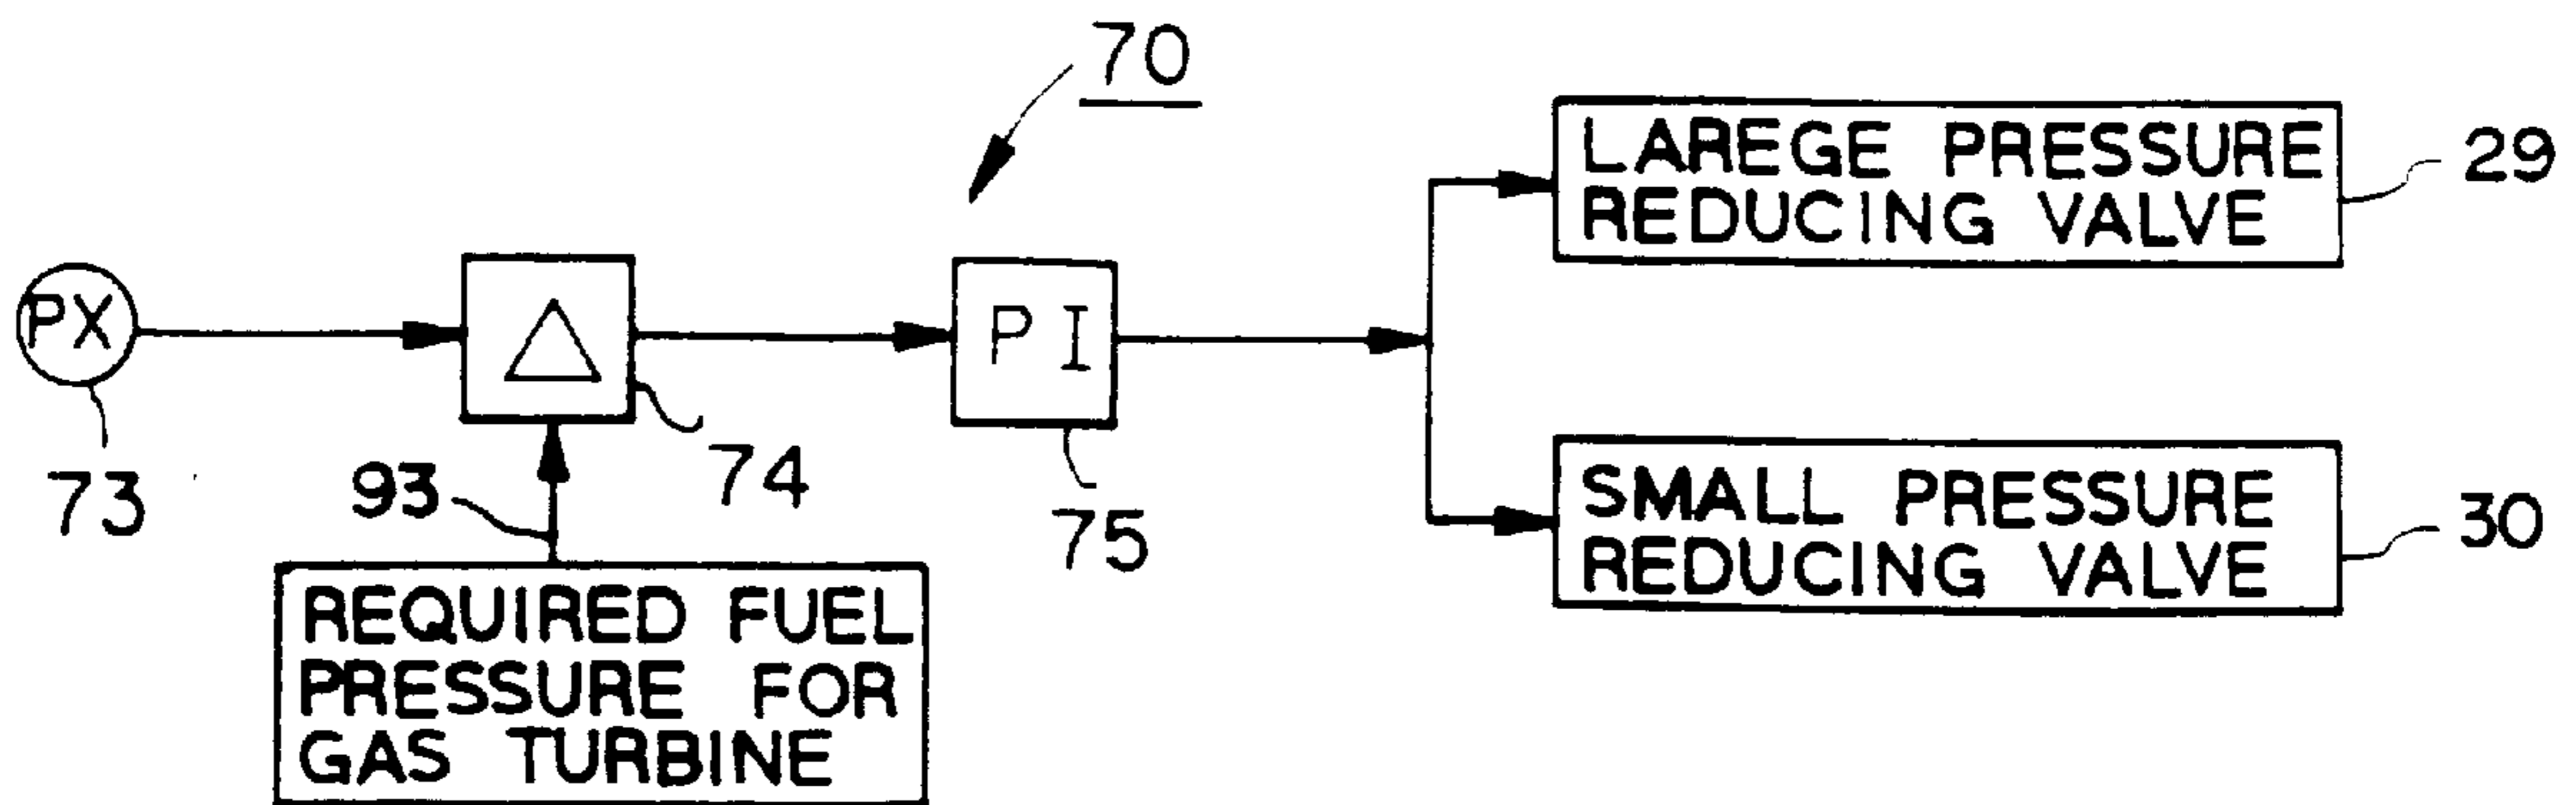 70
LAREGE PRESSURE
REDUCING VALVE
29
PX
73
74
93
PI
75
SMALL PRESSURE
REDUCING VALVE
30
REQUIRED FUEL
PRESSURE FOR
GAS TURBINE